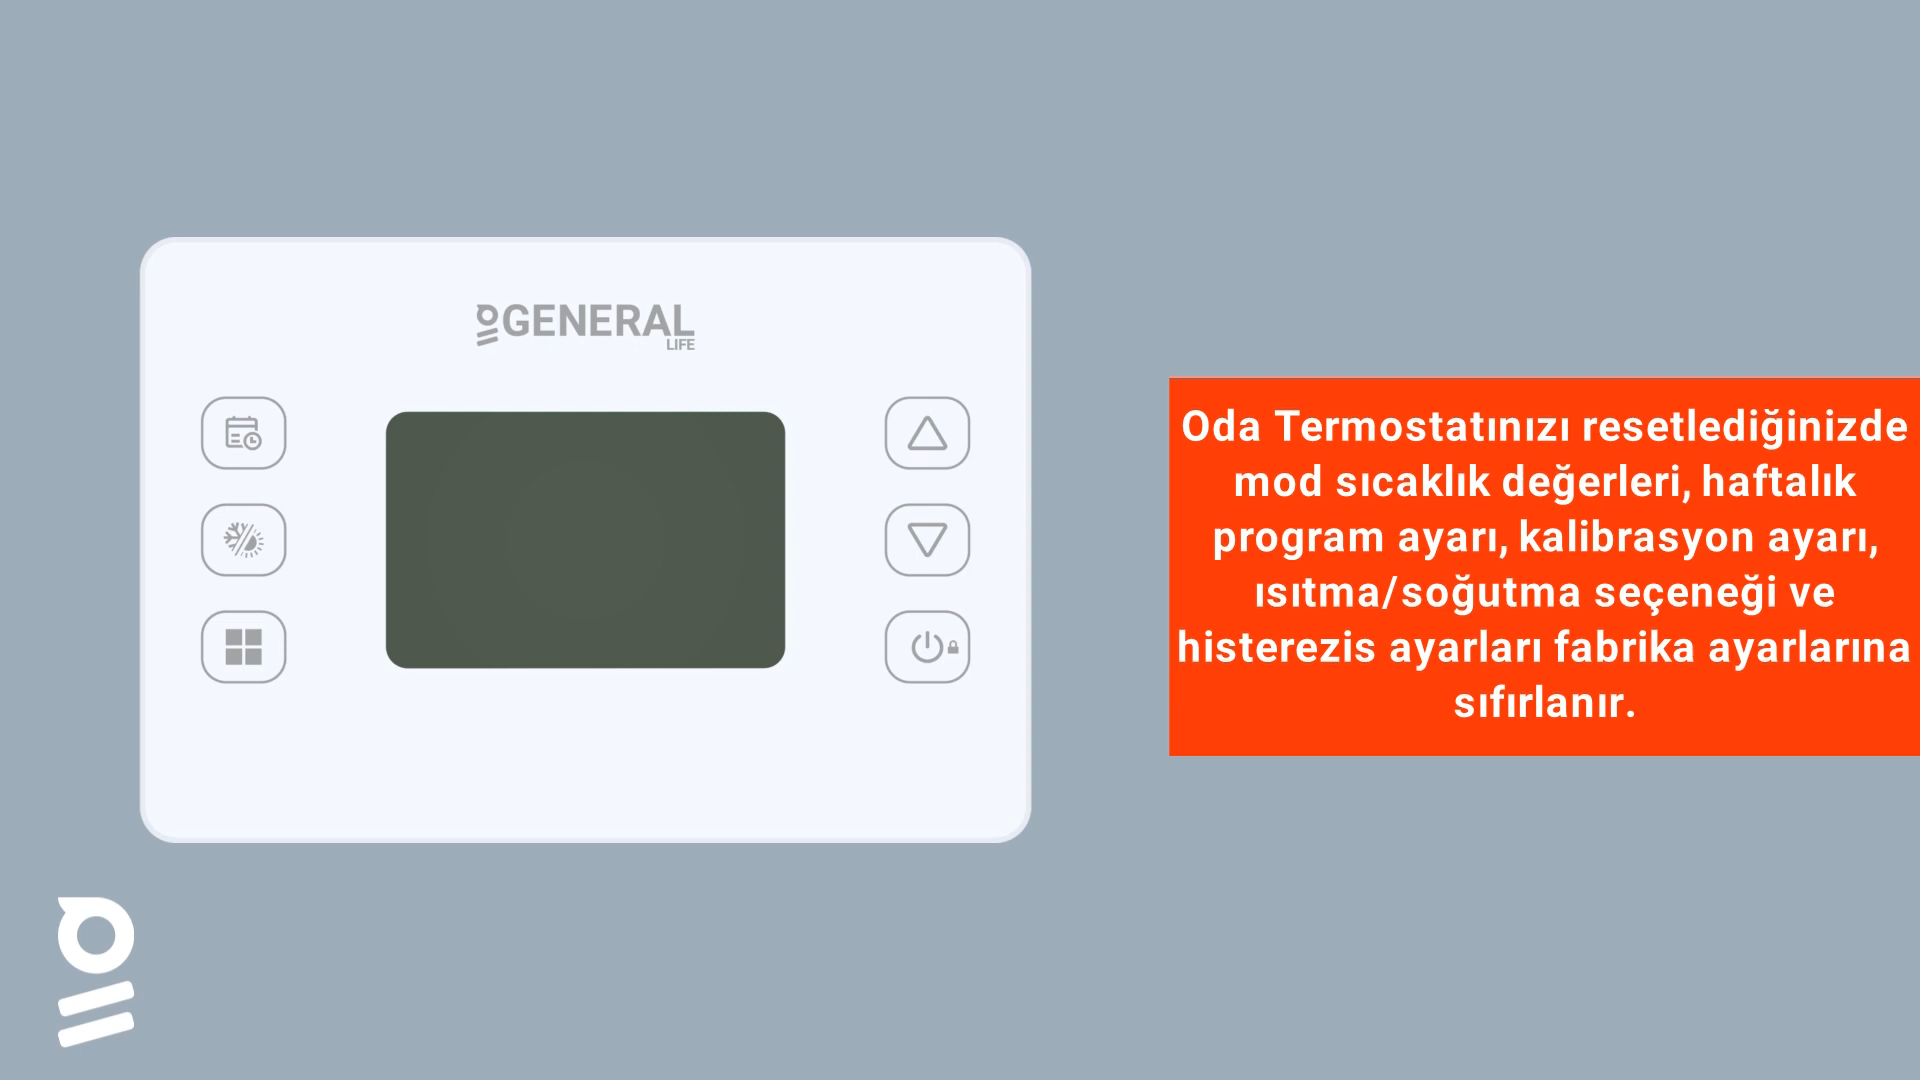 GENERAL
LIFE
Oda Termostatınızı resetlediğinizde
mod sıcaklık değerleri, haftalık
program ayarı, kalibrasyon ayarı,
ısıtma/soğutma seçeneği ve
histerezis ayarları fabrika ayarlarına
sıfırlanır.